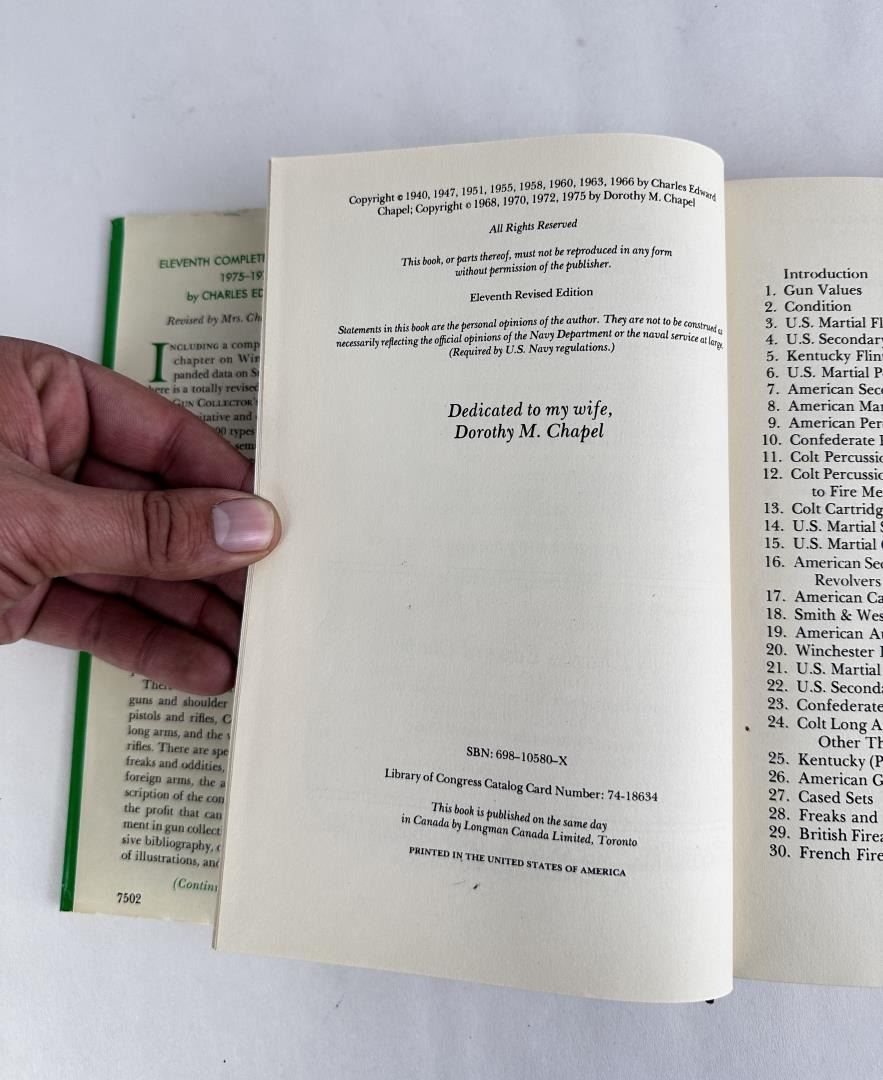 ELEVENTH COMPLET
1975–19
by CHARLES ED
Revised by Mrs. Ch
INCLUDING a comp
chapter on Win
panded data on S
here is a totally revised
GUN COLLECTOR'S
itative and
00 types
sem
guns and shoulder
pistols and rifles, C
long arms, and the
rifles. There are spe
freaks and oddities,
foreign arms, the a
scription of the con
the profit that can
ment in gun collect
sive bibliography,
of illustrations, and
(Contin
7502
Copyright © 1940, 1947, 1951, 1955, 1958, 1960, 1963, 1966 by Charles Edward
Chapel; Copyright © 1968, 1970, 1972, 1975 by Dorothy M. Chapel
All Rights Reserved
This book, or parts thereof, must not be reproduced in any form
without permission of the publisher.
Eleventh Revised Edition
Statements in this book are the personal opinions of the author. They are not to be construed as
necessarily reflecting the official opinions of the Navy Department or the naval service at large.
(Required by U.S. Navy regulations.)
Dedicated to my wife,
Dorothy M. Chapel
SBN: 698–10580–X
Library of Congress Catalog Card Number: 74-18634
This book is published on the same day
in Canada by Longman Canada Limited, Toronto
PRINTED IN THE UNITED STATES OF AMERICA
Introduction
1. Gun Values
2. Condition
3. U.S. Martial Fl
4. U.S. Secondary
5. Kentucky Flin
6. U.S. Martial P
7. American Seco
8. American Man
9. American Per
10. Confederate P
11. Colt Percussio
12. Colt Percussio
to Fire Me
13. Colt Cartridg
14. U.S. Martial S
15. U.S. Martial
16. American Sec
Revolvers
17. American Ca
18. Smith & Wes
19. American Au
20. Winchester
21. U.S. Martial
22. U.S. Seconda
23. Confederate
24. Colt Long A
Other Th
25. Kentucky (P
26. American G
27. Cased Sets
28. Freaks and
29. British Firea
30. French Fire